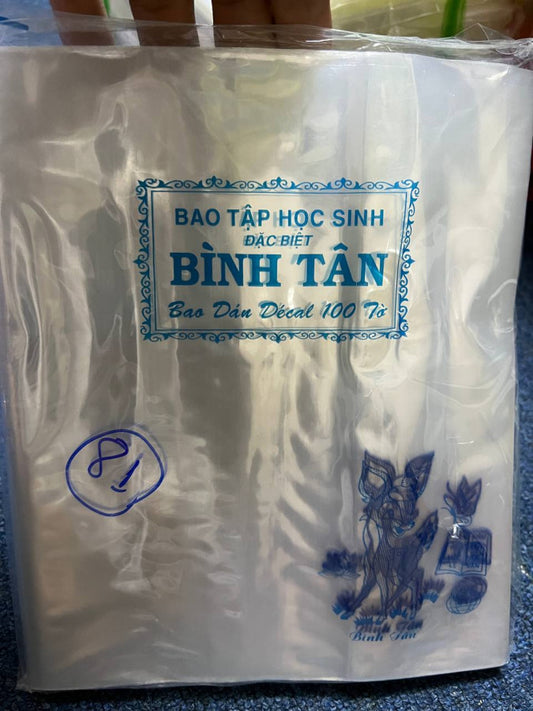 BAO TẬP HỌC SINH
ĐẶC BIỆT
BÌNH TÂN
Bao Dán Décal 100 Tờ
81
Bình Tân